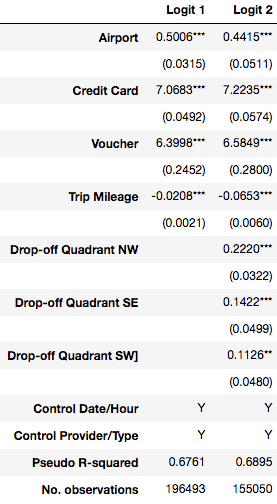 Logit 1 Logit 2
Airport 0.5006*** 0.4415***
(0.0315) (0.0511)
Credit Card 7.0683*** 7.2235***
(0.0492) (0.0574)
Voucher 6.3998*** 6.5849***
(0.2452) (0.2800)
Trip Mileage -0.0208*** -0.0653***
(0.0021) (0.0060)
Drop-off Quadrant NW 0.2220***
(0.0322)
Drop-off Quadrant SE 0.1422***
(0.0499)
Drop-off Quadrant SW] 0.1126**
(0.0480)
Control Date/Hour Y Y
Control Provider/Type Y Y
Pseudo R-squared 0.6761 0.6895
No. observations 196493 155050